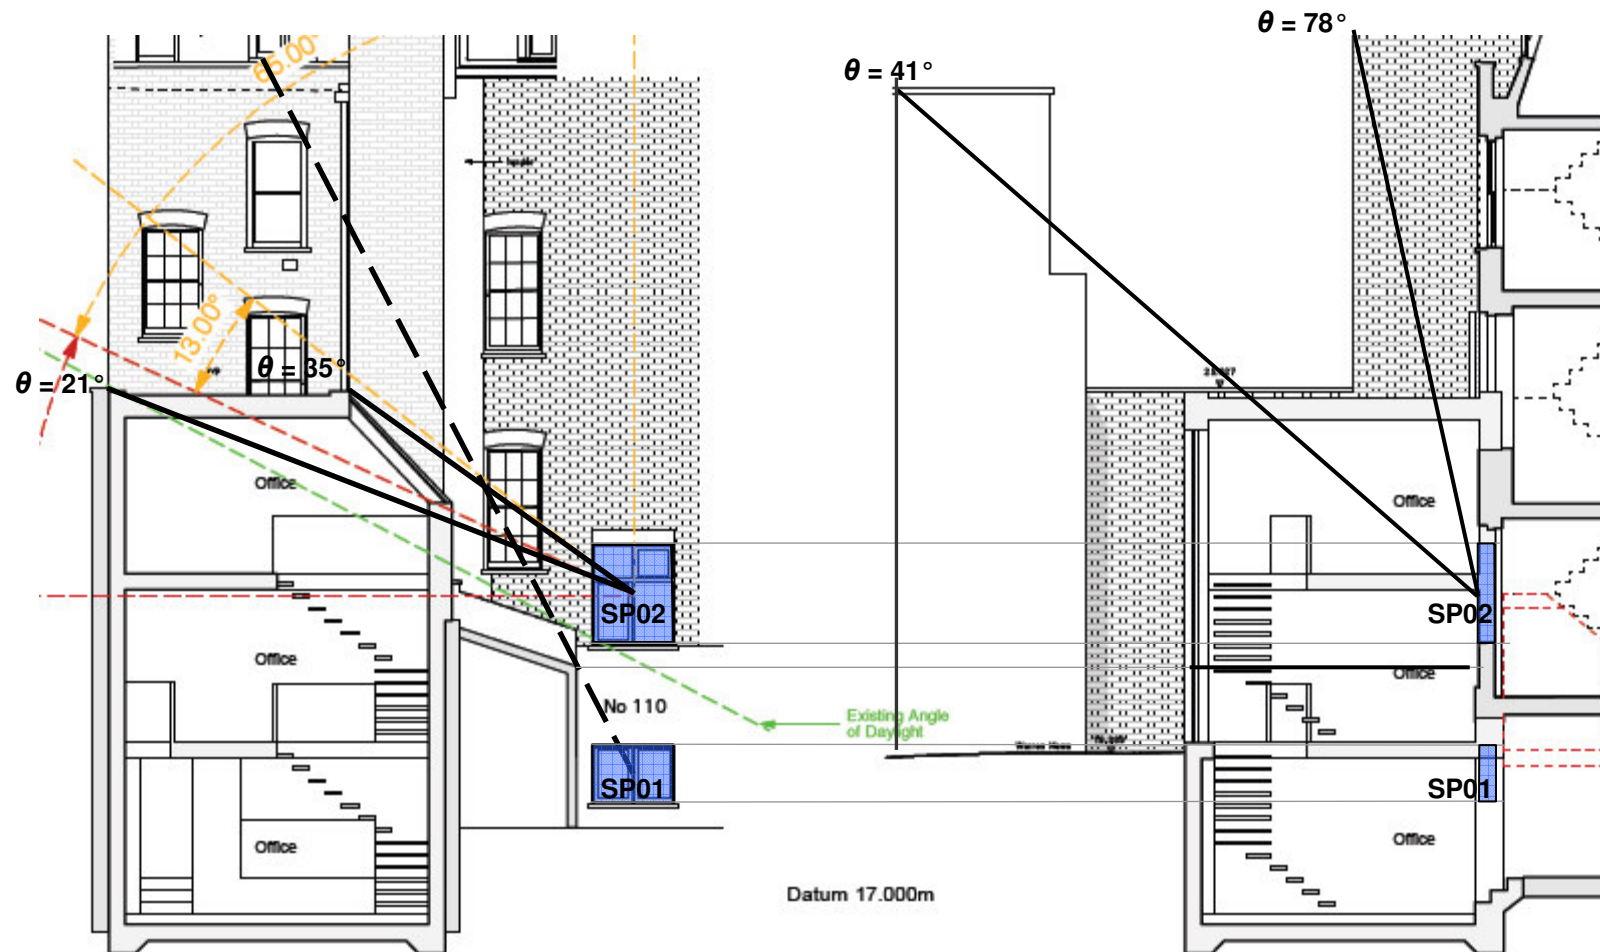 θ = 78°
θ = 41°
65.00°
13.00°
θ = 35°
θ = 21°
Office
Office
SP02
SP02
Office
Office
No 110
Existing Angle
of Daylight
SP01
SP01
Office
Office
Datum 17.000m